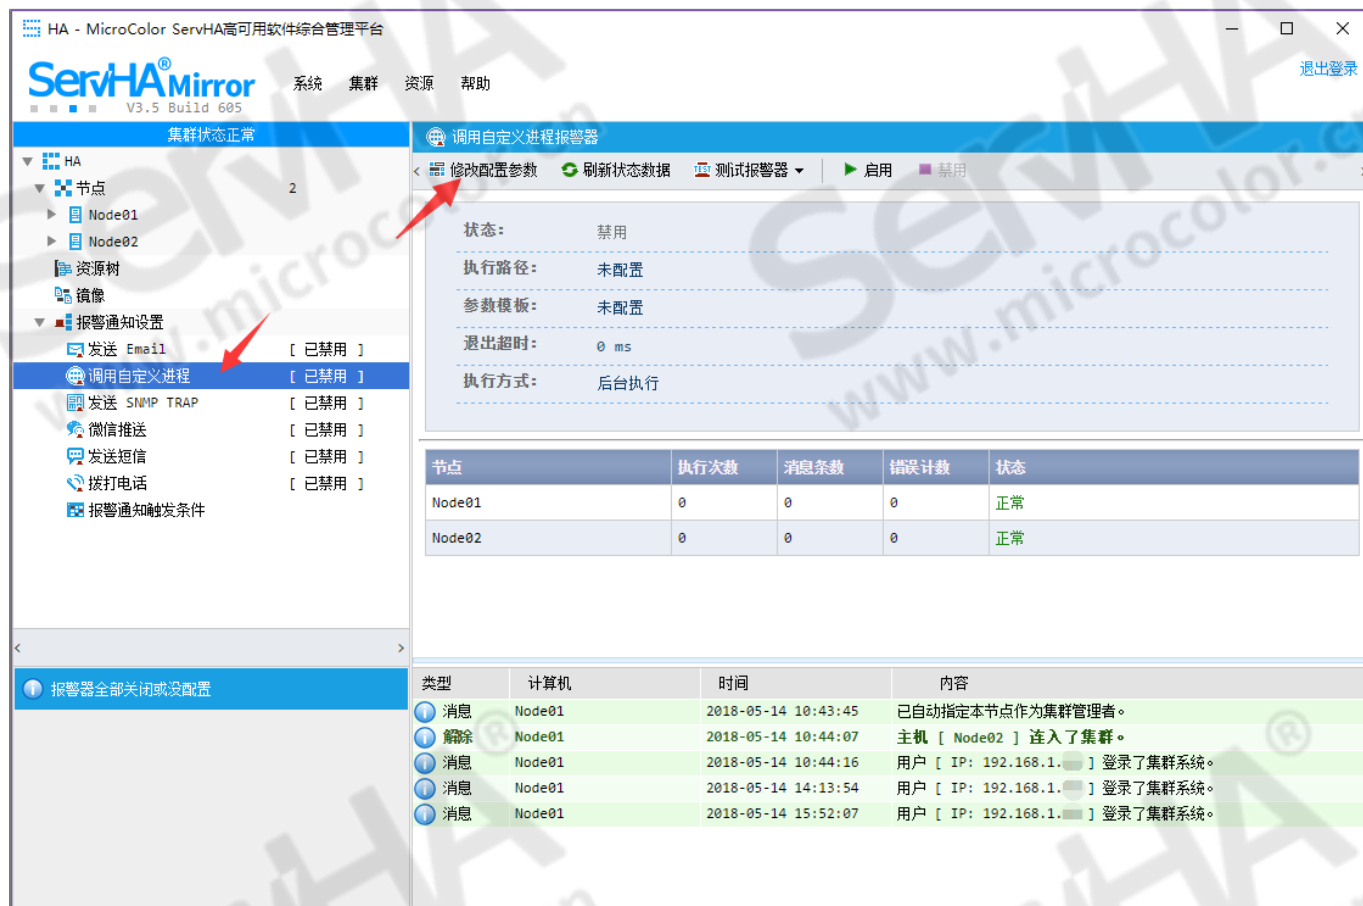 HA - MicroColor ServHA高可用软件综合管理平台
ServHA® Mirror
V3.5 Build 605
系统 集群 资源 帮助
退出登录
集群状态正常
HA
节点 2
Node01
Node02
资源树
镜像
报警通知设置
发送 Email [ 已禁用 ]
调用自定义进程 [ 已禁用 ]
发送 SNMP TRAP [ 已禁用 ]
微信推送 [ 已禁用 ]
发送短信 [ 已禁用 ]
拨打电话 [ 已禁用 ]
报警通知触发条件
报警器全部关闭或没配置
调用自定义进程报警器
修改配置参数 刷新状态数据 TEST 测试报警器 启用 禁用
状态: 禁用
执行路径: 未配置
参数模板: 未配置
退出超时: 0 ms
执行方式: 后台执行
节点 执行次数 消息条数 错误计数 状态
Node01 0 0 0 正常
Node02 0 0 0 正常
类型 计算机 时间 内容
消息 Node01 2018-05-14 10:43:45 已自动指定本节点作为集群管理者。
解除 Node01 2018-05-14 10:44:07 主机 [ Node02 ] 连入了集群。
消息 Node01 2018-05-14 10:44:16 用户 [ IP: 192.168.1. ] 登录了集群系统。
消息 Node01 2018-05-14 14:13:54 用户 [ IP: 192.168.1. ] 登录了集群系统。
消息 Node01 2018-05-14 15:52:07 用户 [ IP: 192.168.1. ] 登录了集群系统。
ServHA
www.microcolor.cn
ServHA
www.microcolor.cn